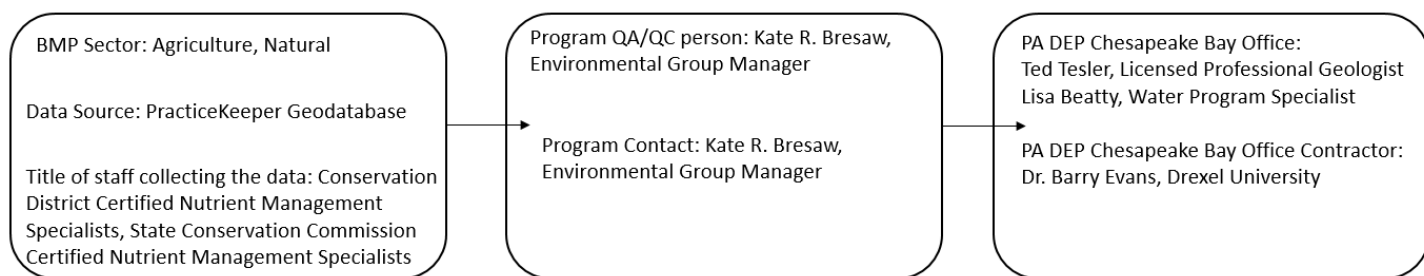 BMP Sector: Agriculture, Natural
Data Source: PracticeKeeper Geodatabase
Title of staff collecting the data: Conservation
District Certified Nutrient Management
Specialists, State Conservation Commission
Certified Nutrient Management Specialists
Program QA/QC person: Kate R. Bresaw,
Environmental Group Manager
Program Contact: Kate R. Bresaw,
Environmental Group Manager
PA DEP Chesapeake Bay Office:
Ted Tesler, Licensed Professional Geologist
Lisa Beatty, Water Program Specialist
PA DEP Chesapeake Bay Office Contractor:
Dr. Barry Evans, Drexel University